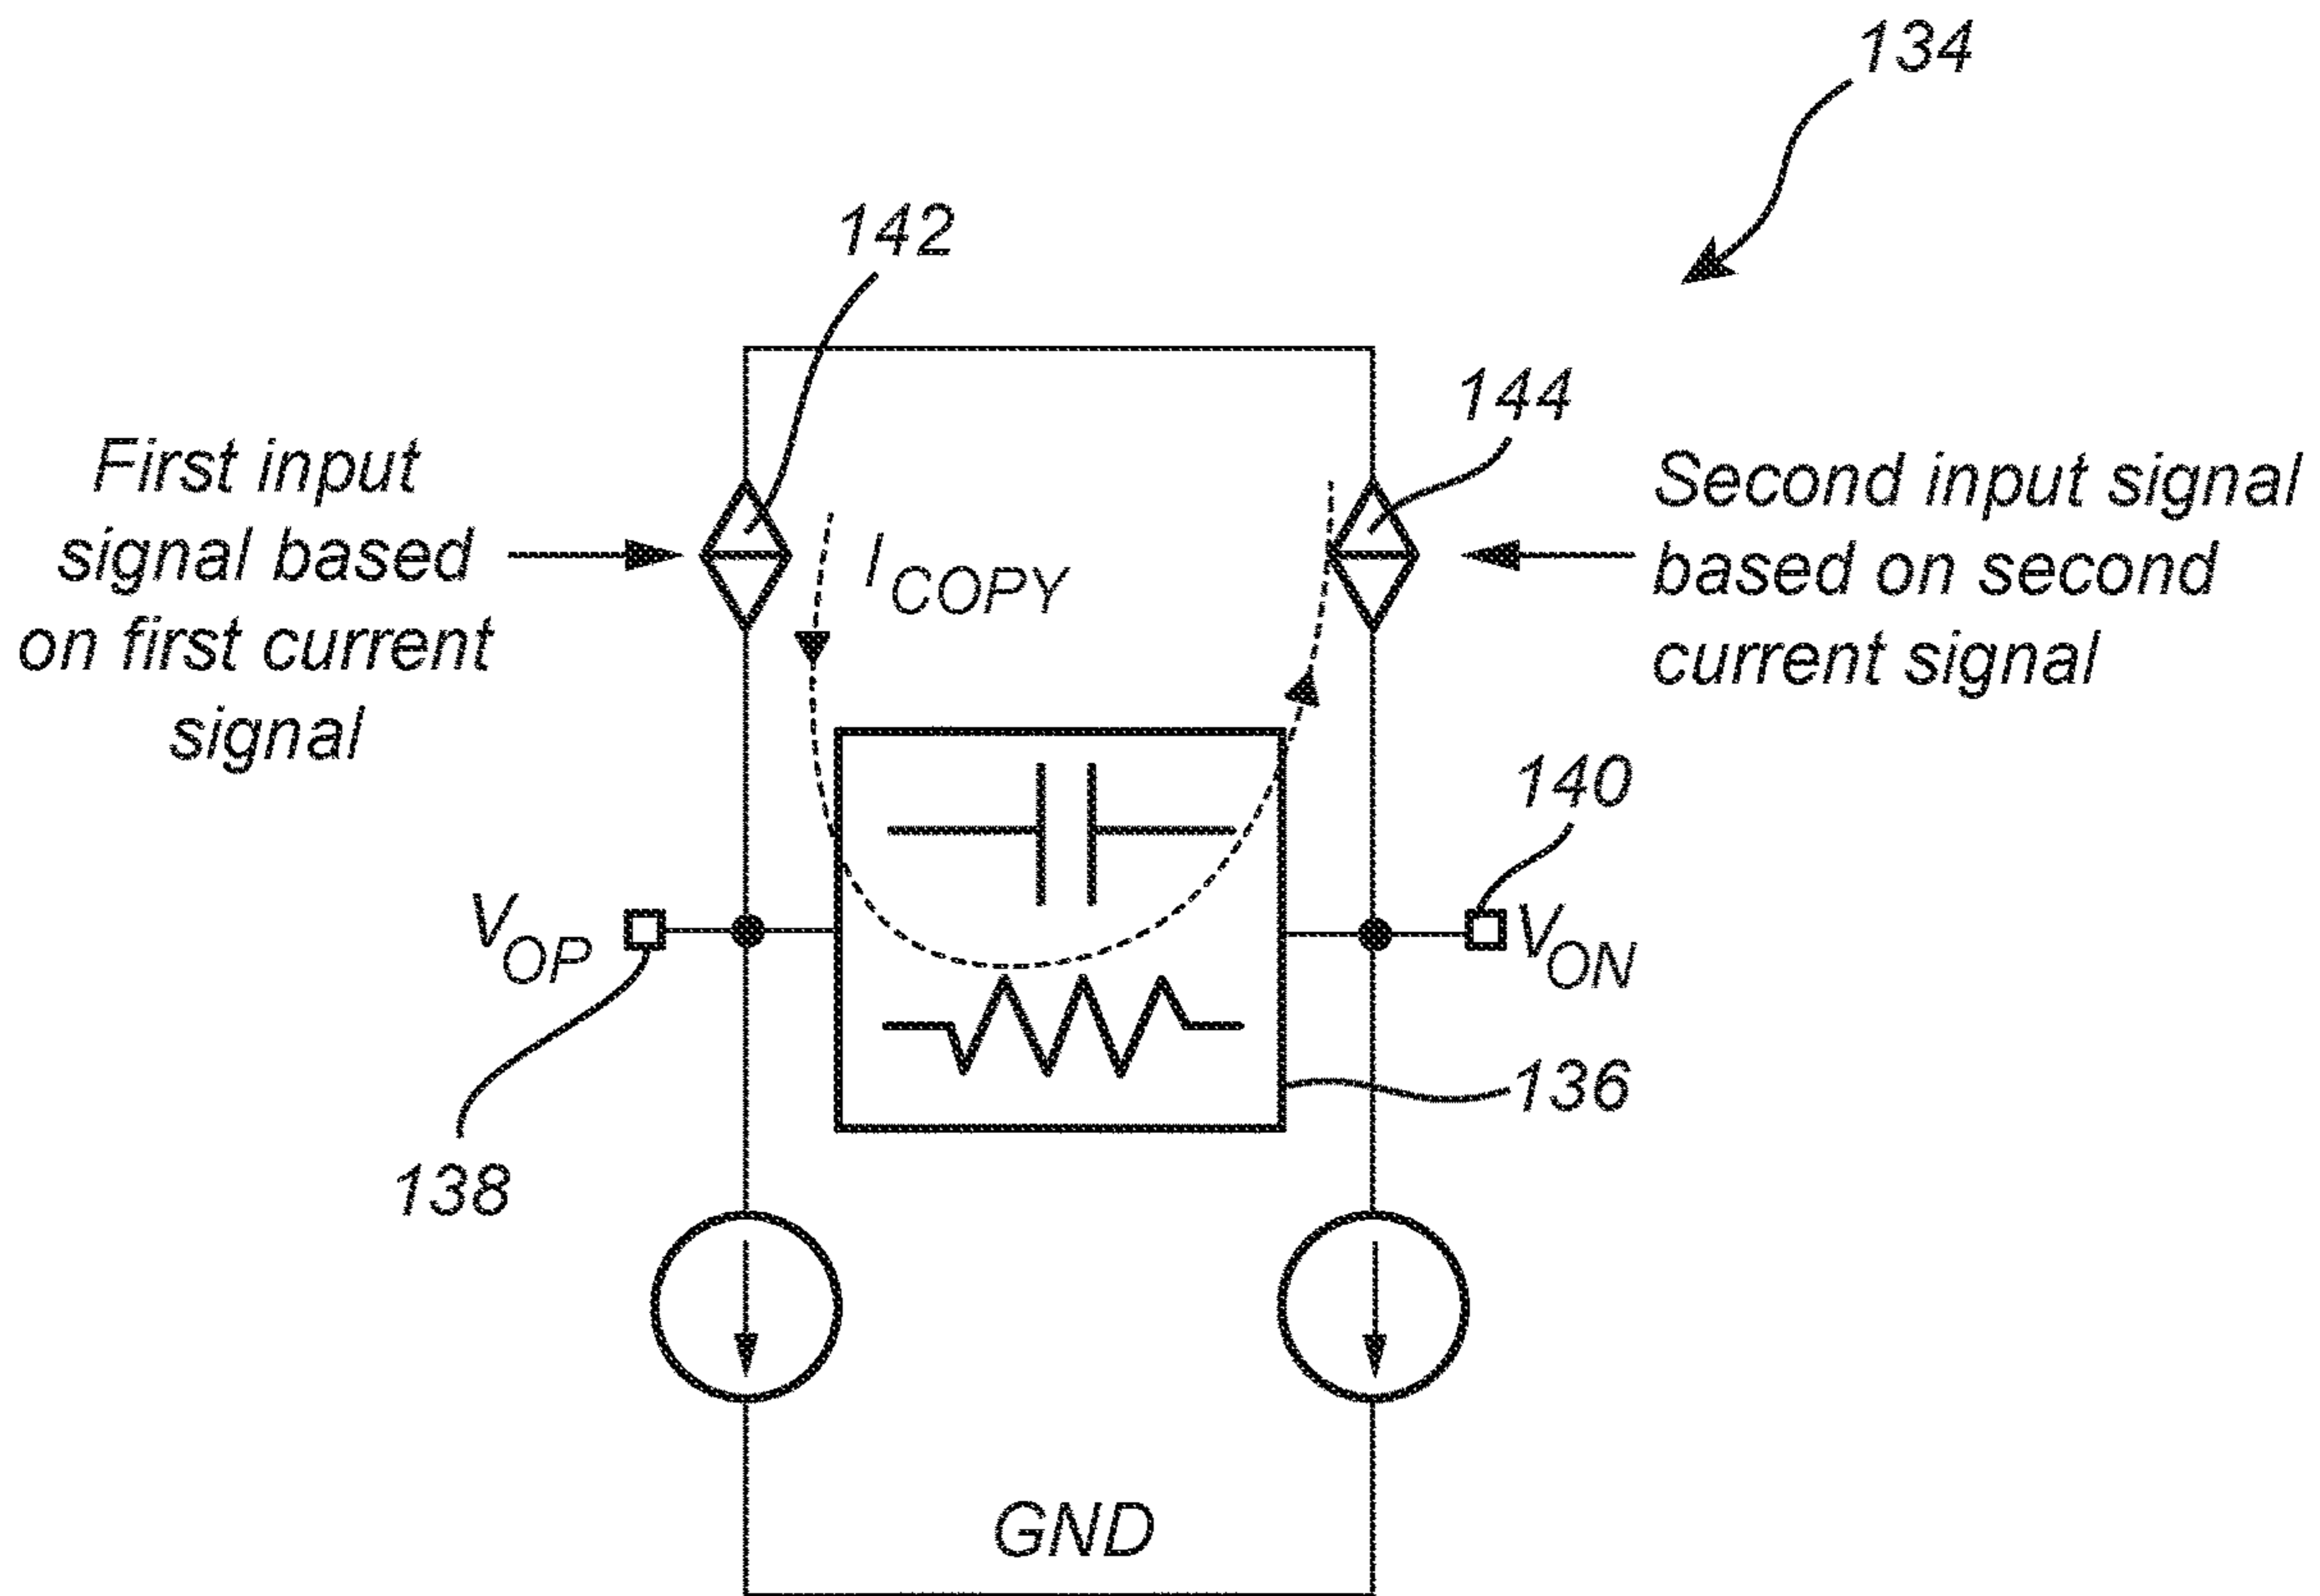 134
142
144
First input
signal based
on first current
signal
I COPY
Second input signal
based on second
current signal
140
VOP
VON
136
138
GND